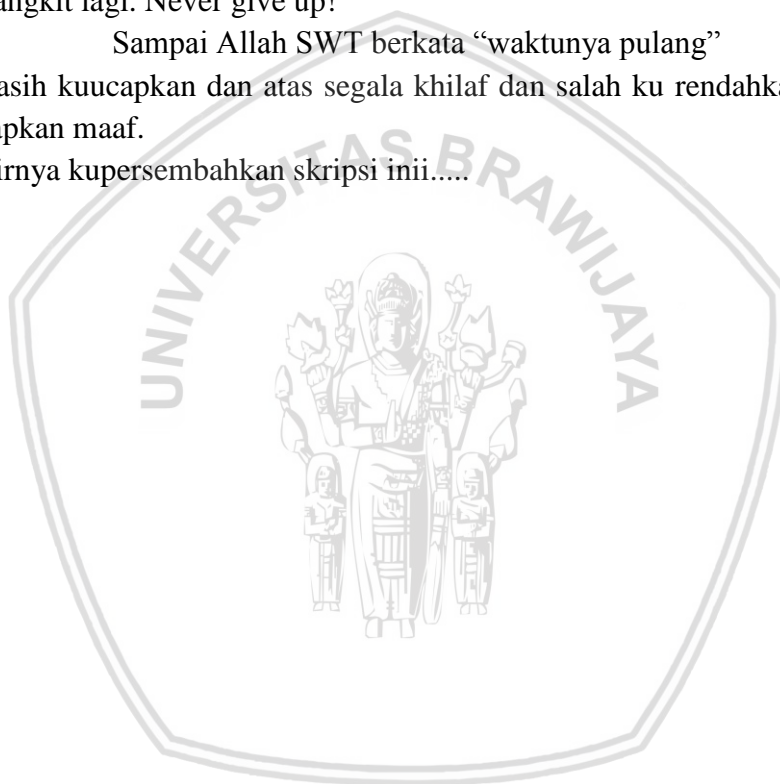 angkit lagi. Never give up!
Sampai Allah SWT berkata “waktunya pulang”
asih kuucapkan dan atas segala khilaf dan salah ku rendahka
apkan maaf.
irnya kupersembahkan skripsi inii.....
UNIVERSITAS BRAWIJAYA